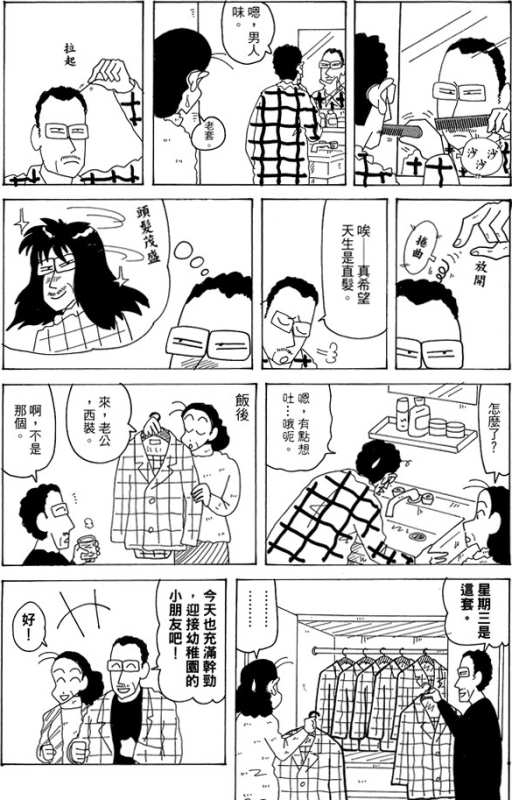 沙
沙
嗯，男人
味。
老套。
拉起
放開
捲曲
唉——真希望
天生是直髮。
頭髮茂盛
怎麼了？
嗯，有點想
吐⋯哦呃。
飯後
來，老公
，西裝。
啊，不是
那個。
星期三是
這套。
⋯⋯⋯
⋯⋯⋯
今天也充滿幹勁
，迎接幼稚園的
小朋友吧！
好！